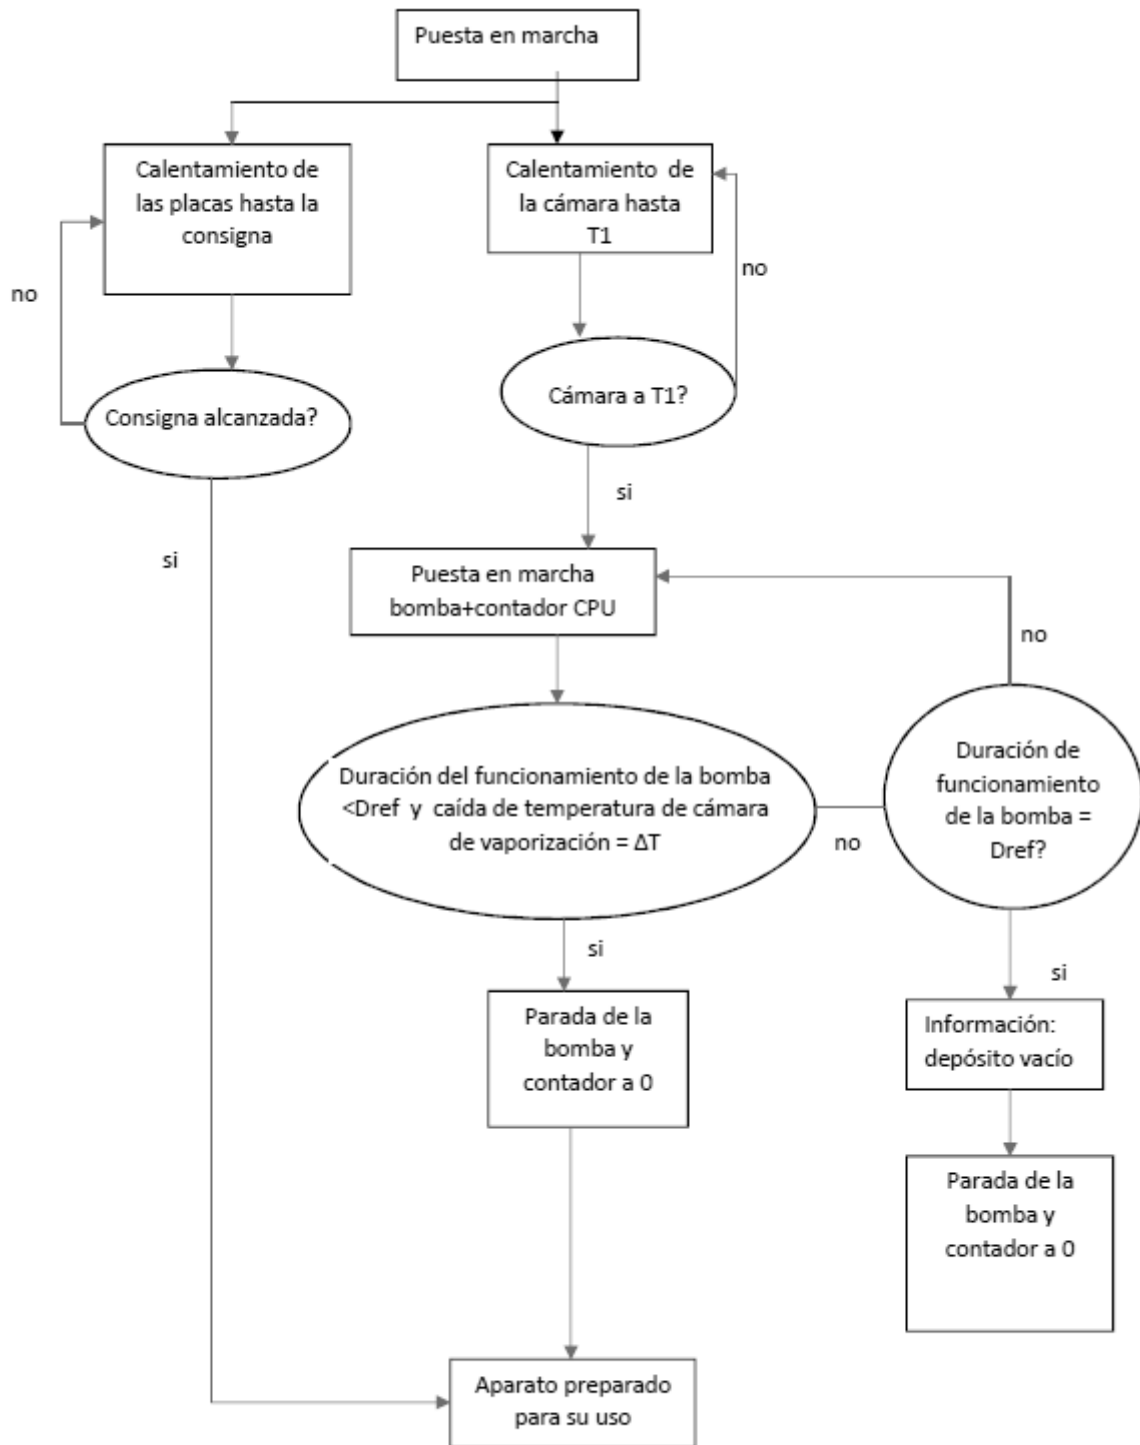 Puesta en marcha
Calentamiento de
las placas hasta la
consigna
Calentamiento de
la cámara hasta
T1
no
no
Consigna alcanzada?
Cámara a T1?
si
si
Puesta en marcha
bomba+contador CPU
no
Duración del funcionamiento de la bomba
<Dref y caída de temperatura de cámara
de vaporización = ΔT
no
Duración de
funcionamiento
de la bomba =
Dref?
si
si
Parada de la
bomba y
contador a 0
Información:
depósito vacío
Parada de la
bomba y
contador a 0
Aparato preparado
para su uso